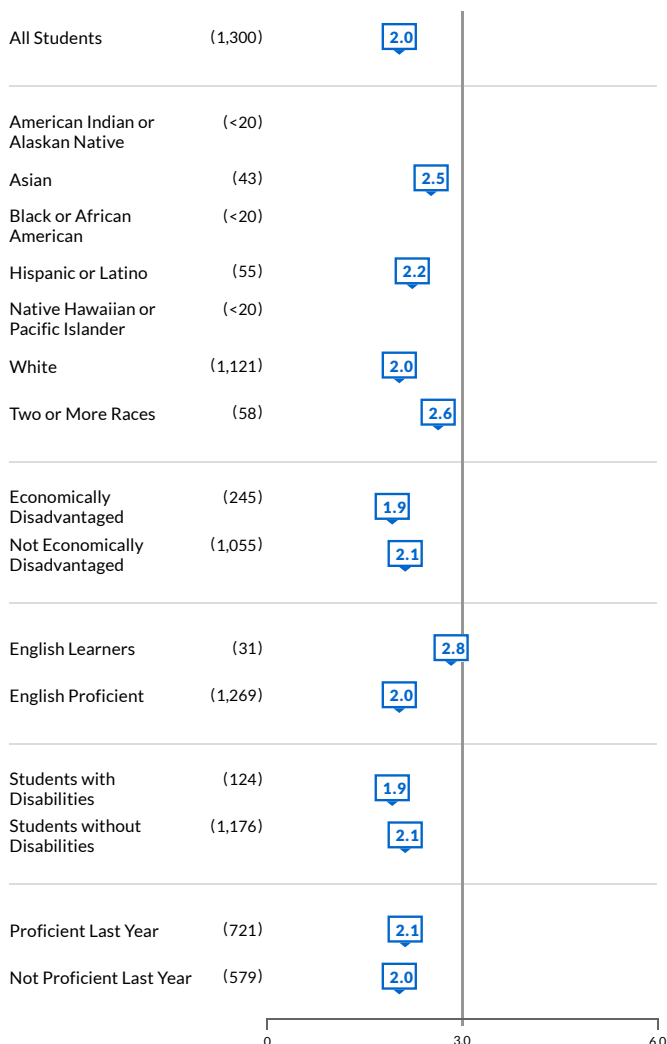 All Students (1,300) 2.0
American Indian or (<20)
Alaskan Native
Asian (43) 2.5
Black or African (<20)
American
Hispanic or Latino (55) 2.2
Native Hawaiian or (<20)
Pacific Islander
White (1,121) 2.0
Two or More Races (58) 2.6
Economically (245) 1.9
Disadvantaged
Not Economically (1,055) 2.1
Disadvantaged
English Learners (31) 2.8
English Proficient (1,269) 2.0
Students with (124) 1.9
Disabilities
Students without (1,176) 2.1
Disabilities
Proficient Last Year (721) 2.1
Not Proficient Last Year (579) 2.0
0 3.0 6.0